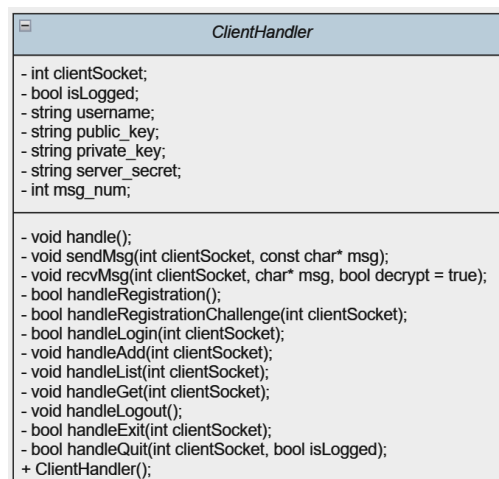 ClientHandler
- int clientSocket;
- bool isLogged;
- string username;
- string public_key;
- string private_key;
- string server_secret;
- int msg_num;
- void handle();
- void sendMsg(int clientSocket, const char* msg);
- void recvMsg(int clientSocket, char* msg, bool decrypt = true);
- bool handleRegistration();
- bool handleRegistrationChallenge(int clientSocket);
- bool handleLogin(int clientSocket);
- void handleAdd(int clientSocket);
- void handleList(int clientSocket);
- void handleGet(int clientSocket);
- void handleLogout();
- bool handleExit(int clientSocket);
- bool handleQuit(int clientSocket, bool isLogged);
+ ClientHandler();